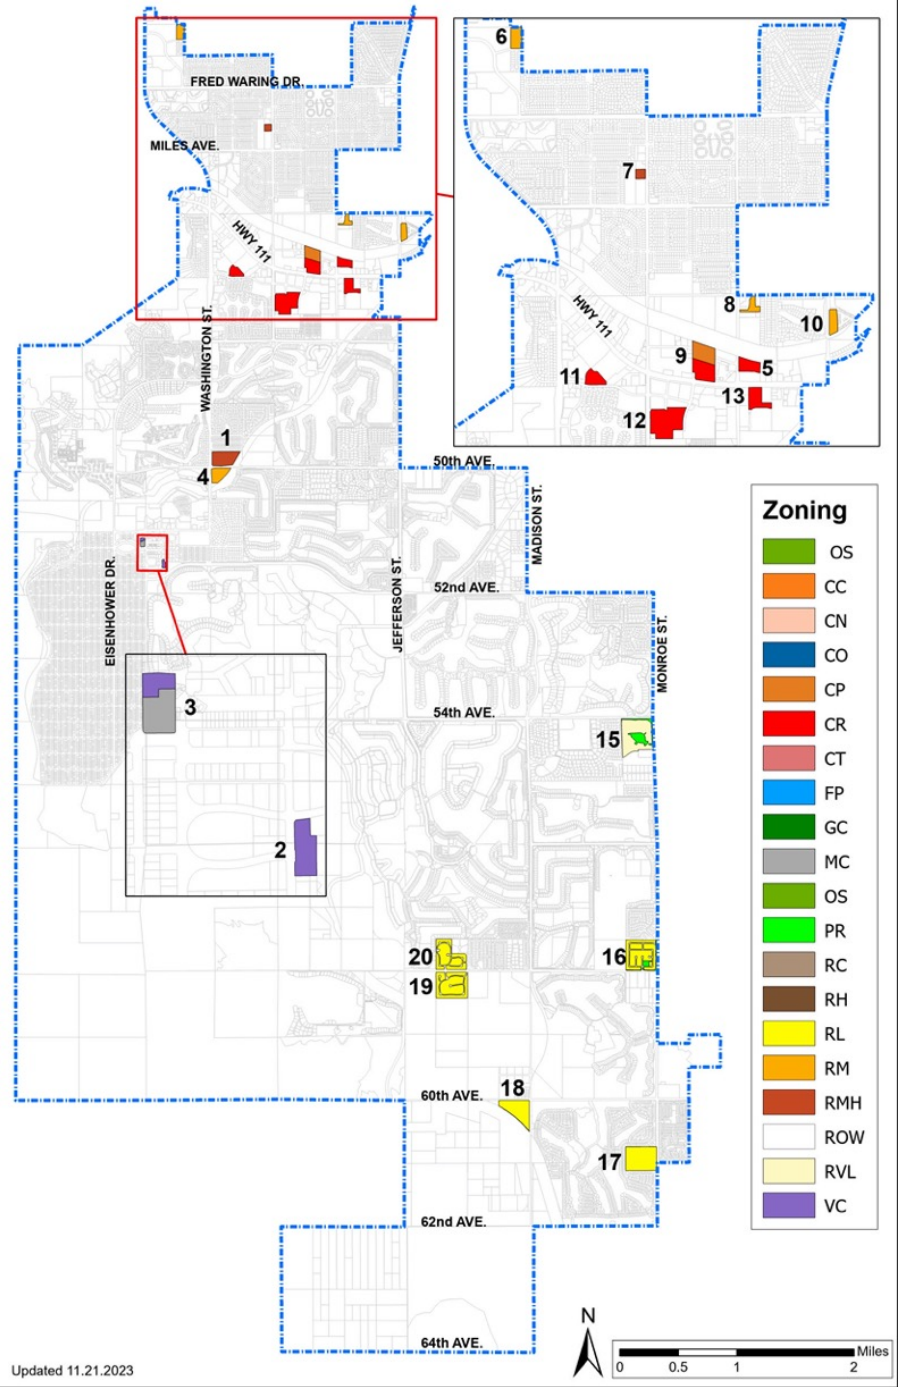 FRED WARING DR.
MILES AVE.
HWY 111
6
7
HWY 111
8
10
9
5
11
13
12
WASHINGTON ST.
1
4
50th AVE.
MADISON ST.
EISENHOWER DR.
JEFFERSON ST.
52nd AVE.
MONROE ST.
3
54th AVE.
15
2
20
16
19
18
60th AVE.
17
62nd AVE.
64th AVE.
Zoning
OS
CC
CN
CO
CP
CR
CT
FP
GC
MC
OS
PR
RC
RH
RL
RM
RMH
ROW
RVL
VC
N
Miles
0 0.5 1 2
Updated 11.21.2023